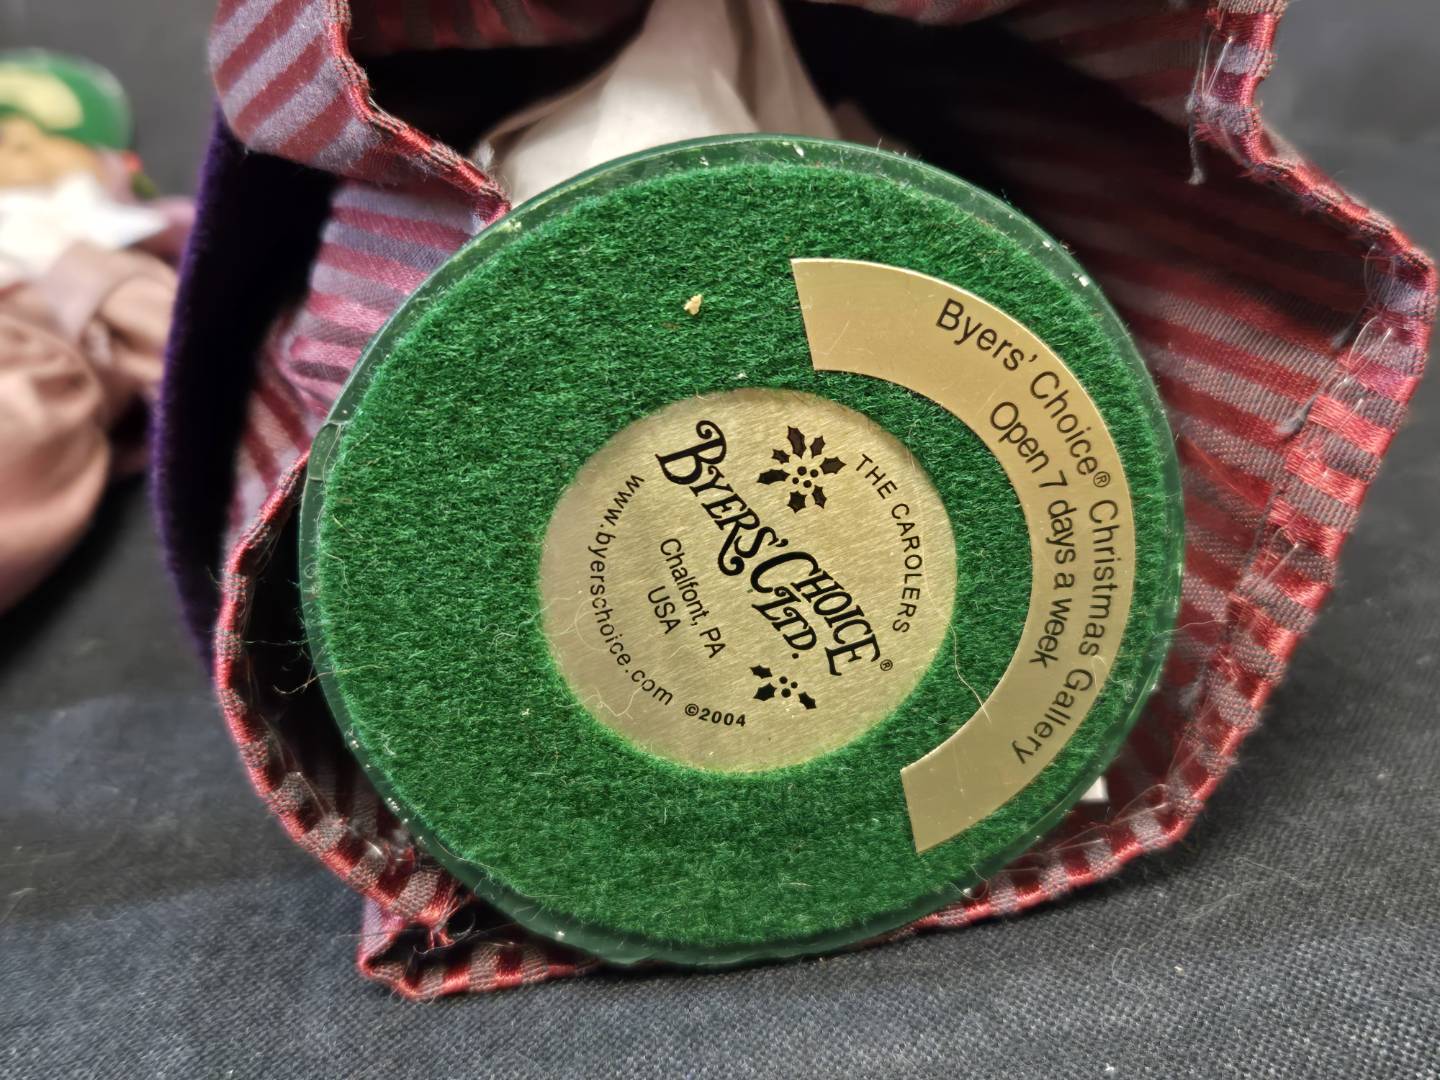 THE CAROLERS
BYERS' CHOICE®
LTD.
Chalfont, PA
USA
www.byerschoice.com ©2004
Byers' Choice® Christmas Gallery
Open 7 days a week